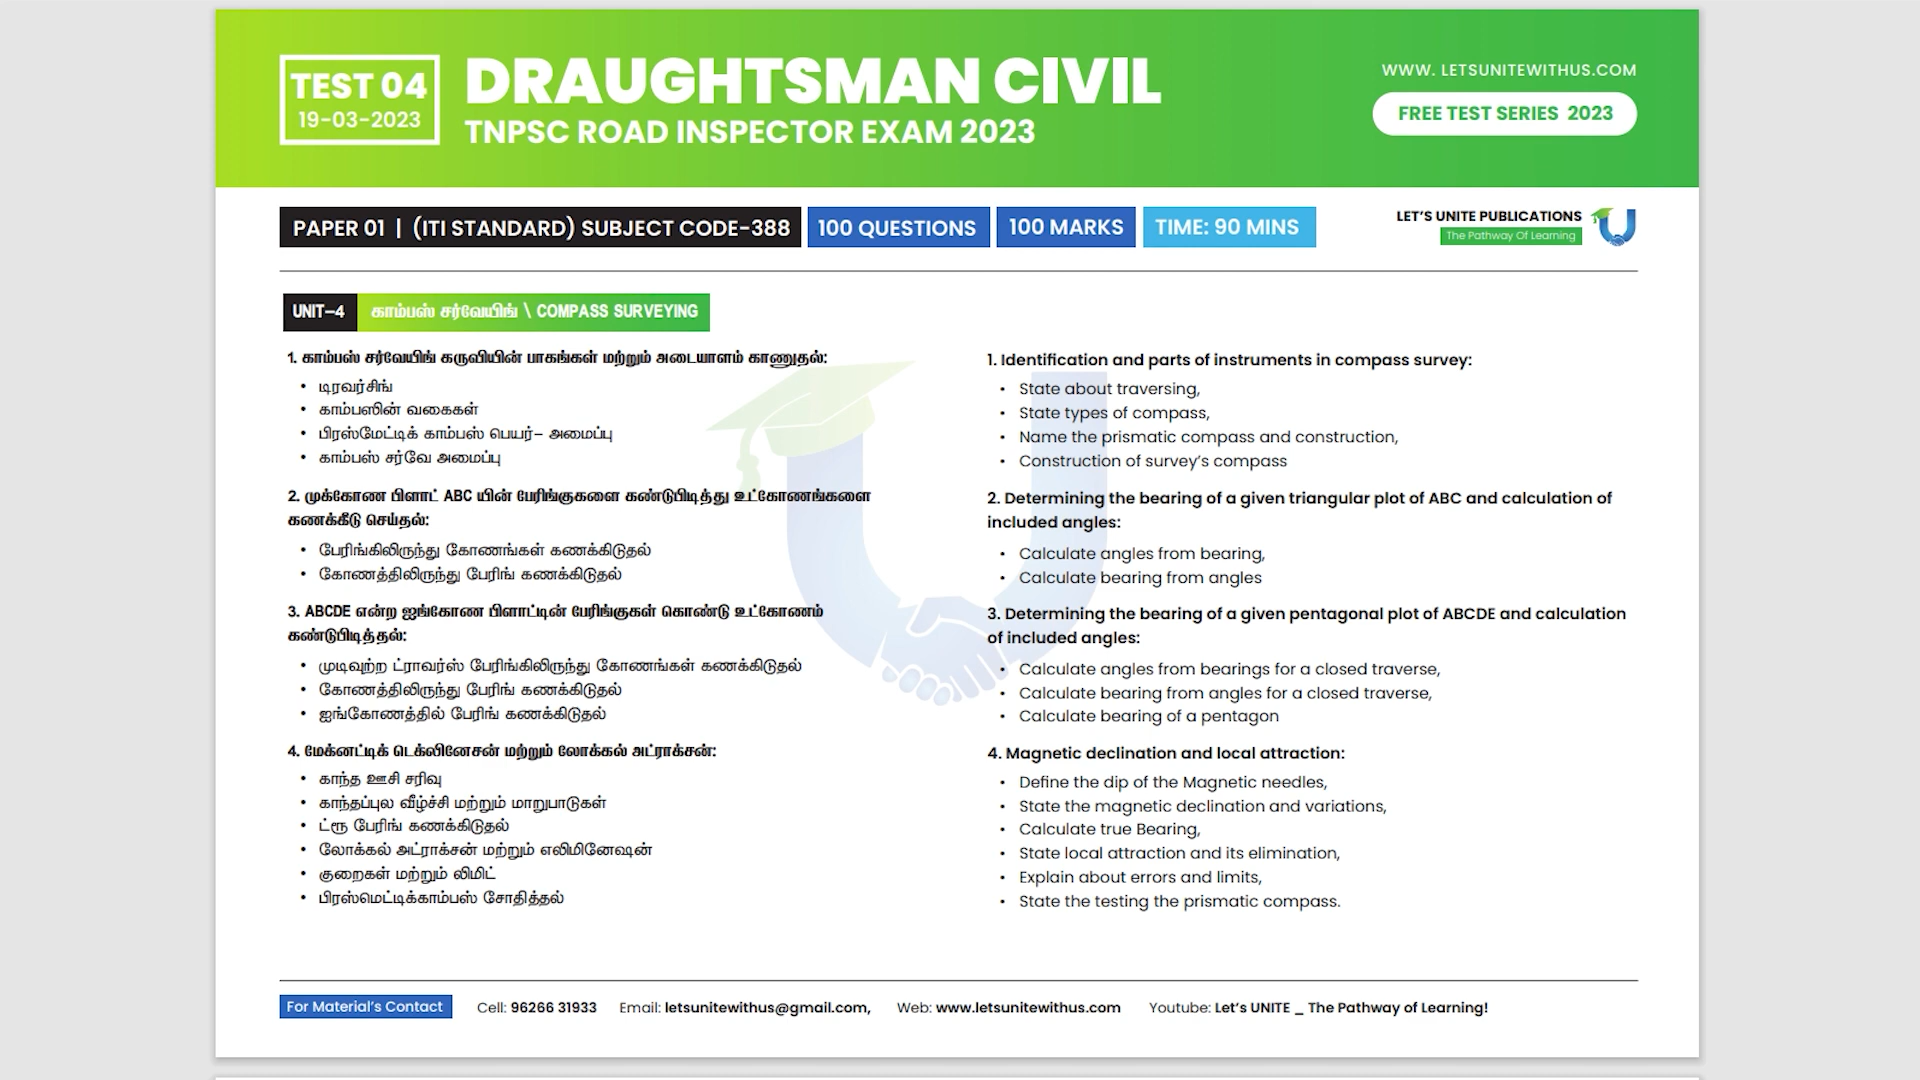 TEST 04
19-03-2023
DRAUGHTSMAN CIVIL
TNPSC ROAD INSPECTOR EXAM 2023
WWW. LETSUNITEWITHUS.COM
FREE TEST SERIES 2023
PAPER 01 | (ITI STANDARD) SUBJECT CODE-388
100 QUESTIONS
100 MARKS
TIME: 90 MINS
LET'S UNITE PUBLICATIONS
The Pathway Of Learning
UNIT-4 காம்பஸ் சர்வேயிங் \ COMPASS SURVEYING
1. காம்பஸ் சர்வேயிங் கருவியின் பாகங்கள் மற்றும் அடையாளம் காணுதல்:
• டிரவர்சிங்
• காம்பஸின் வகைகள்
• பிரஸ்மேட்டிக் காம்பஸ் பெயர்– அமைப்பு
• காம்பஸ் சர்வே அமைப்பு
2. முக்கோண பிளாட் ABC யின் பேரிங்குகளை கண்டுபிடித்து உட்கோணங்களை
கணக்கீடு செய்தல்:
• பேரிங்கிலிருந்து கோணங்கள் கணக்கிடுதல்
• கோணத்திலிருந்து பேரிங் கணக்கிடுதல்
3. ABCDE என்ற ஐங்கோண பிளாட்டின் பேரிங்குகள் கொண்டு உட்கோணம்
கண்டுபிடித்தல்:
• முடிவுற்ற ட்ராவர்ஸ் பேரிங்கிலிருந்து கோணங்கள் கணக்கிடுதல்
• கோணத்திலிருந்து பேரிங் கணக்கிடுதல்
• ஐங்கோணத்தில் பேரிங் கணக்கிடுதல்
4. மேக்னட்டிக் டெக்லினேசன் மற்றும் லோக்கல் அட்ராக்சன்:
• காந்த ஊசி சரிவு
• காந்தப்புல வீழ்ச்சி மற்றும் மாறுபாடுகள்
• ட்ரூ பேரிங் கணக்கிடுதல்
• லோக்கல் அட்ராக்சன் மற்றும் எலிமினேஷன்
• குறைகள் மற்றும் லிமிட்
• பிரஸ்மெட்டிக்காம்பஸ் சோதித்தல்
1. Identification and parts of instruments in compass survey:
• State about traversing,
• State types of compass,
• Name the prismatic compass and construction,
• Construction of survey's compass
2. Determining the bearing of a given triangular plot of ABC and calculation of
included angles:
• Calculate angles from bearing,
• Calculate bearing from angles
3. Determining the bearing of a given pentagonal plot of ABCDE and calculation
of included angles:
• Calculate angles from bearings for a closed traverse,
• Calculate bearing from angles for a closed traverse,
• Calculate bearing of a pentagon
4. Magnetic declination and local attraction:
• Define the dip of the Magnetic needles,
• State the magnetic declination and variations,
• Calculate true Bearing,
• State local attraction and its elimination,
• Explain about errors and limits,
• State the testing the prismatic compass.
For Material's Contact Cell: 96266 31933 Email: letsunitewithus@gmail.com, Web: www.letsunitewithus.com Youtube: Let's UNITE _ The Pathway of Learning!